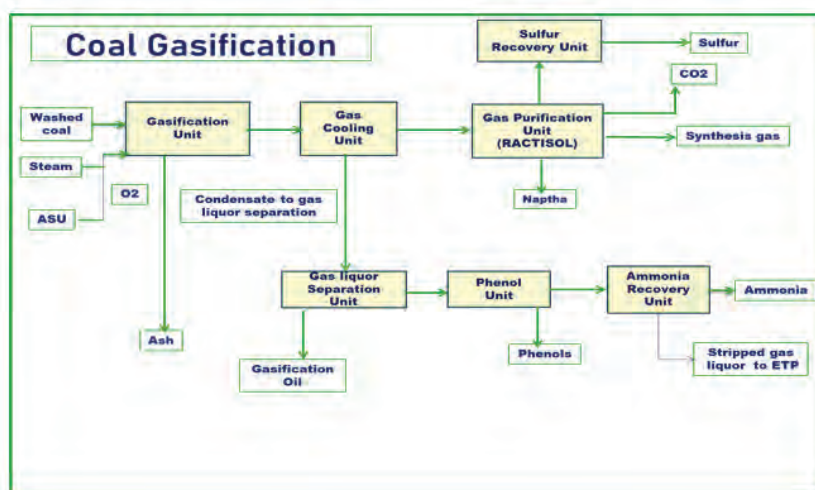 Coal Gasification
Sulfur
Recovery Unit
Sulfur
CO2
Washed
coal
Gasification
Unit
Gas
Cooling
Unit
Gas Purification
Unit
(RACTISOL)
Synthesis gas
Steam
O2
ASU
Condensate to gas
liquor separation
Naptha
Gas liquor
Separation
Unit
Phenol
Unit
Ammonia
Recovery
Unit
Ammonia
Ash
Gasification
Oil
Phenols
Stripped gas
liquor to ETP